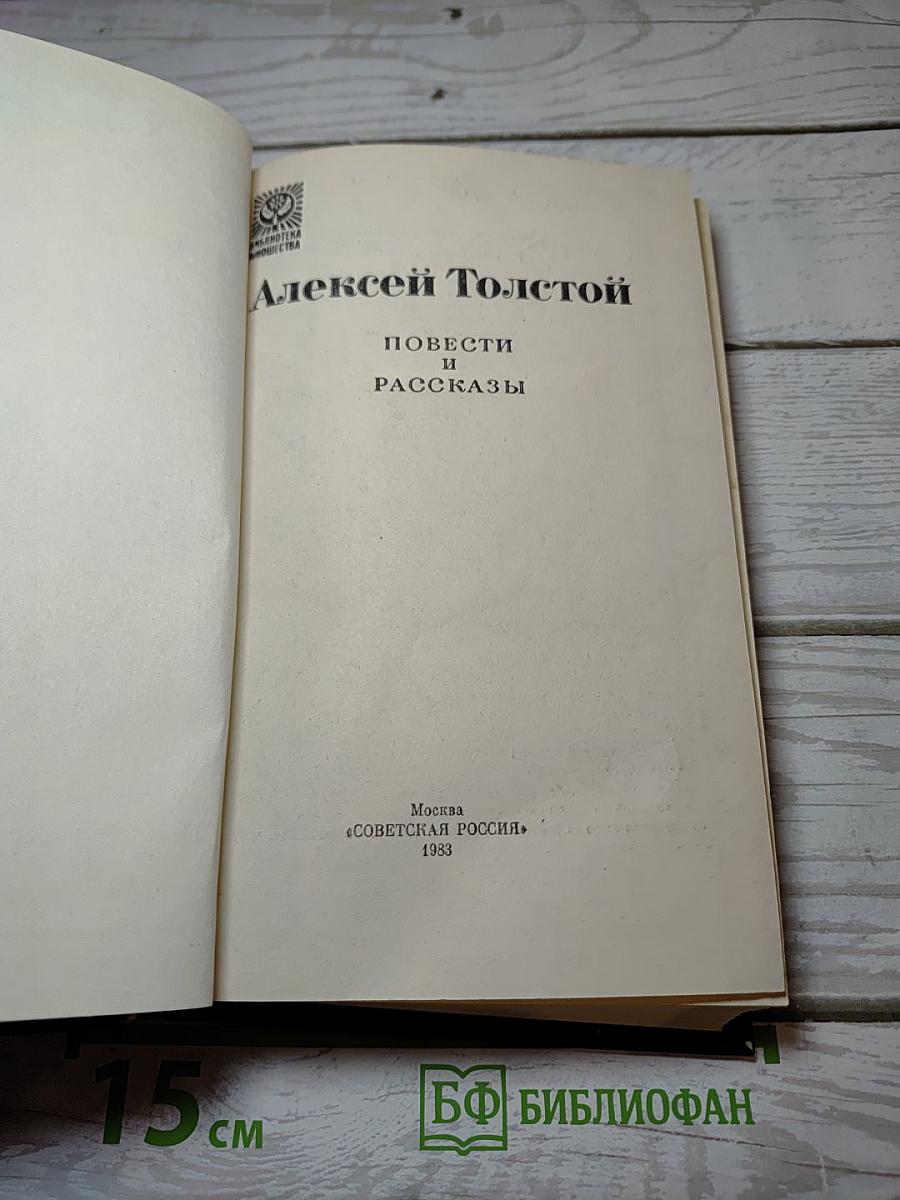 БИБЛИОТЕКА
ЮНОШЕСТВА
Алексей Толстой
ПОВЕСТИ
И
РАССКАЗЫ
Москва
«СОВЕТСКАЯ РОССИЯ»
1983
15 см
БФ БИБЛИОФАН